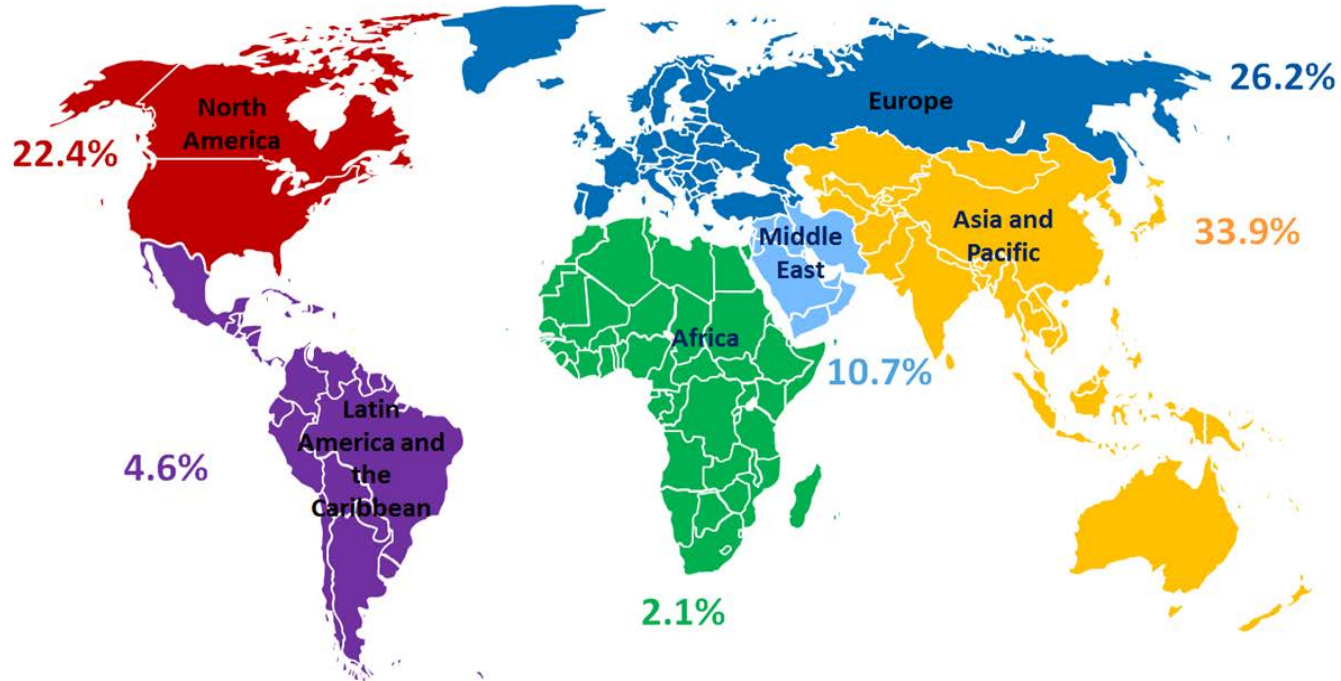 North
America
22.4%
Europe
26.2%
Middle
East
10.7%
Asia and
Pacific
33.9%
Africa
2.1%
Latin
America and
the
Caribbean
4.6%